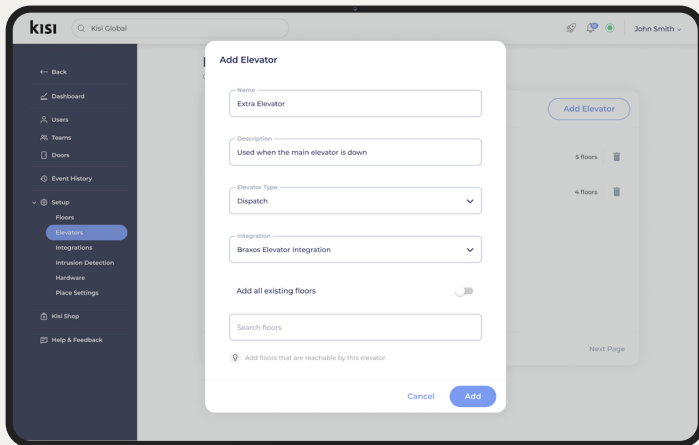 kisi
Kisi Global
John Smith
Back
Dashboard
Users
Teams
Doors
Event History
Setup
Floors
Elevators
Integrations
Intrusion Detection
Hardware
Place Settings
Kisi Shop
Help & Feedback
Add Elevator
5 floors
4 floors
Next Page
Add Elevator
Name
Extra Elevator
Description
Used when the main elevator is down
Elevator Type
Dispatch
Integration
Braxos Elevator Integration
Add all existing floors
Search floors
Add floors that are reachable by this elevator.
Cancel
Add